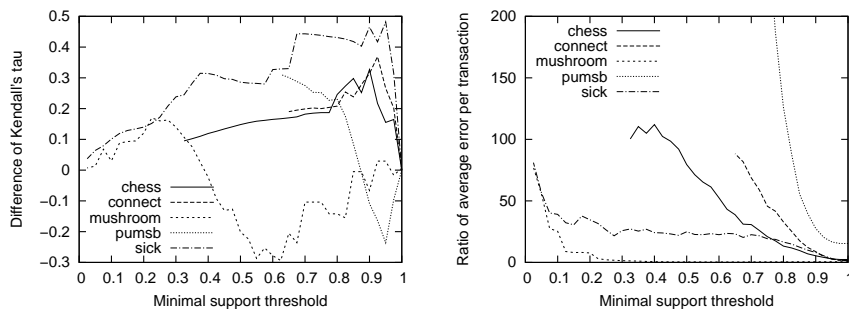 Difference of Kendall's tau
0.5
0.4
0.3
0.2
0.1
0
−0.1
−0.2
−0.3
chess
connect
mushroom
pumsb
sick
0 0.1 0.2 0.3 0.4 0.5 0.6 0.7 0.8 0.9 1
Minimal support threshold
Ratio of average error per transaction
200
150
100
50
0
chess
connect
mushroom
pumsb
sick
0 0.1 0.2 0.3 0.4 0.5 0.6 0.7 0.8 0.9 1
Minimal support threshold